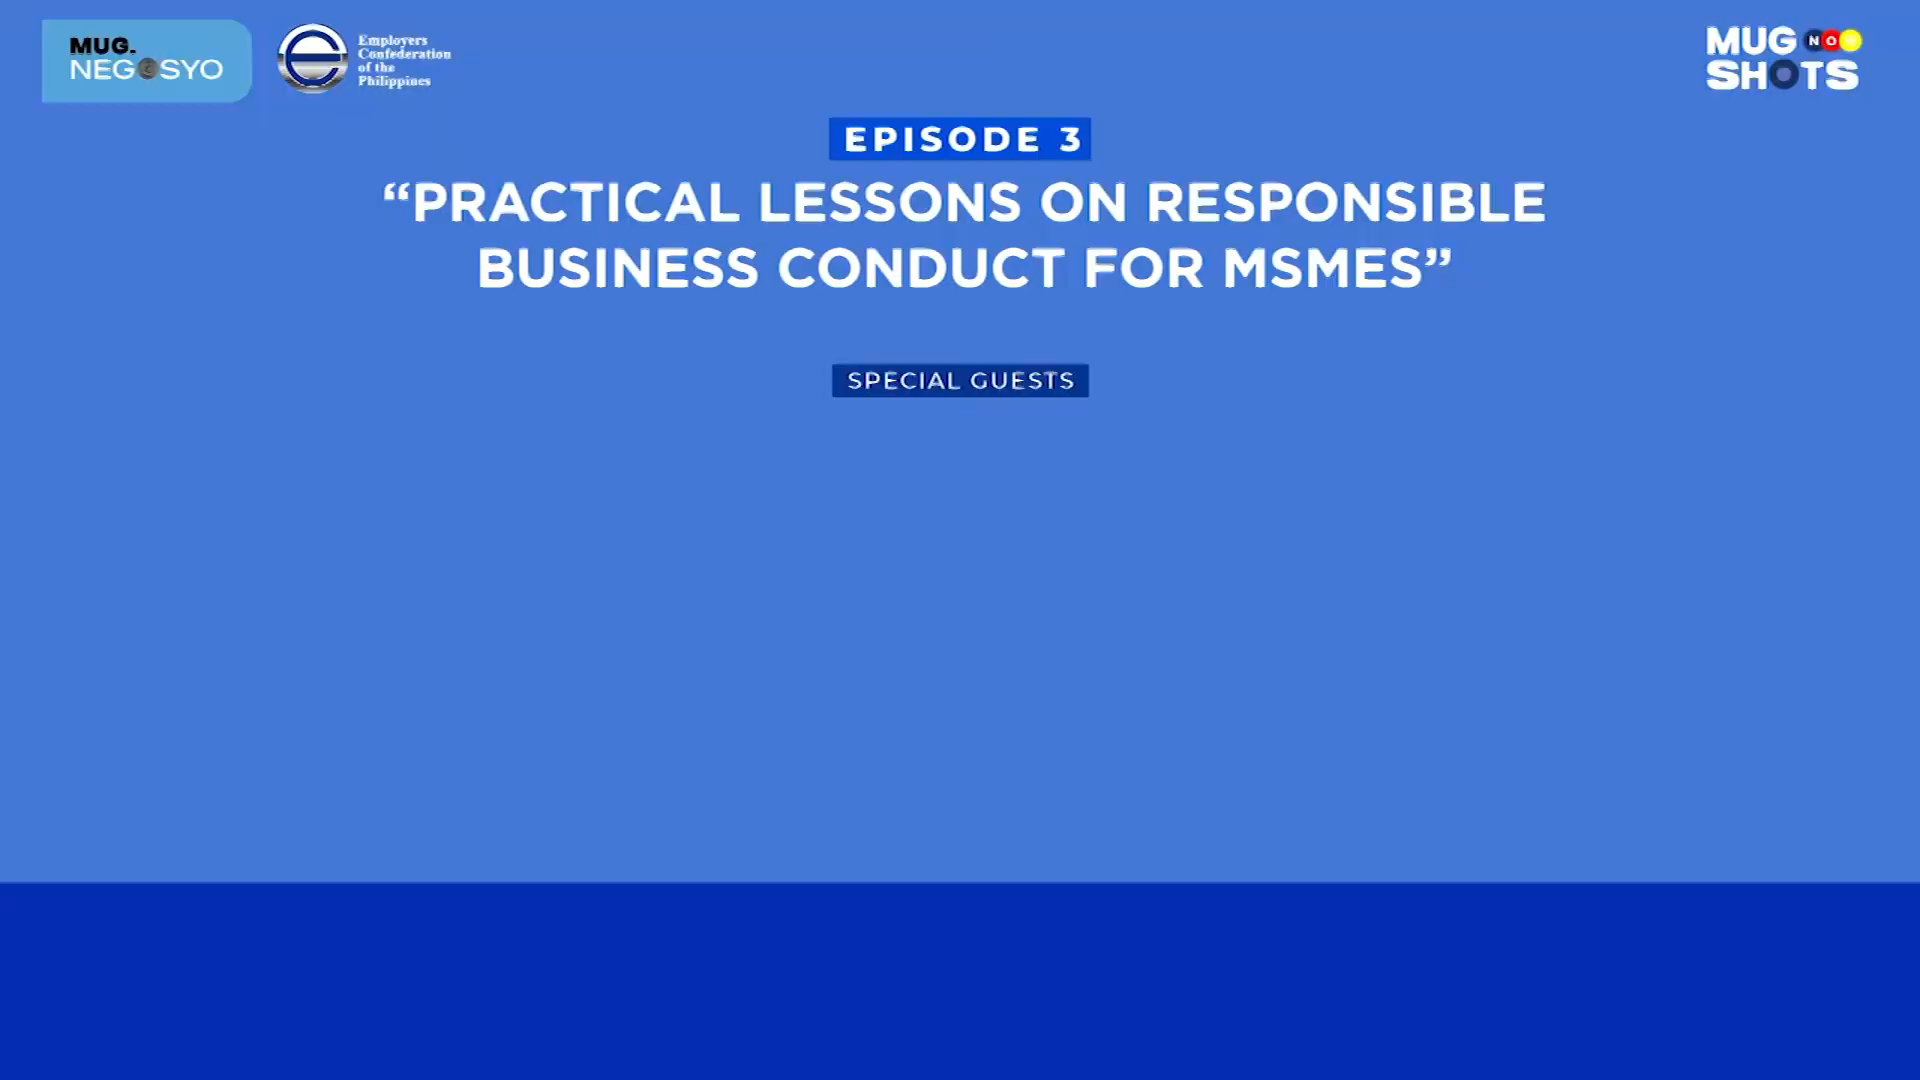 MUG.
NEGOSYO
Employers
Confederation
of the
Philippines
MUG NOW
SHOTS
EPISODE 3
“PRACTICAL LESSONS ON RESPONSIBLE
BUSINESS CONDUCT FOR MSMES”
SPECIAL GUESTS